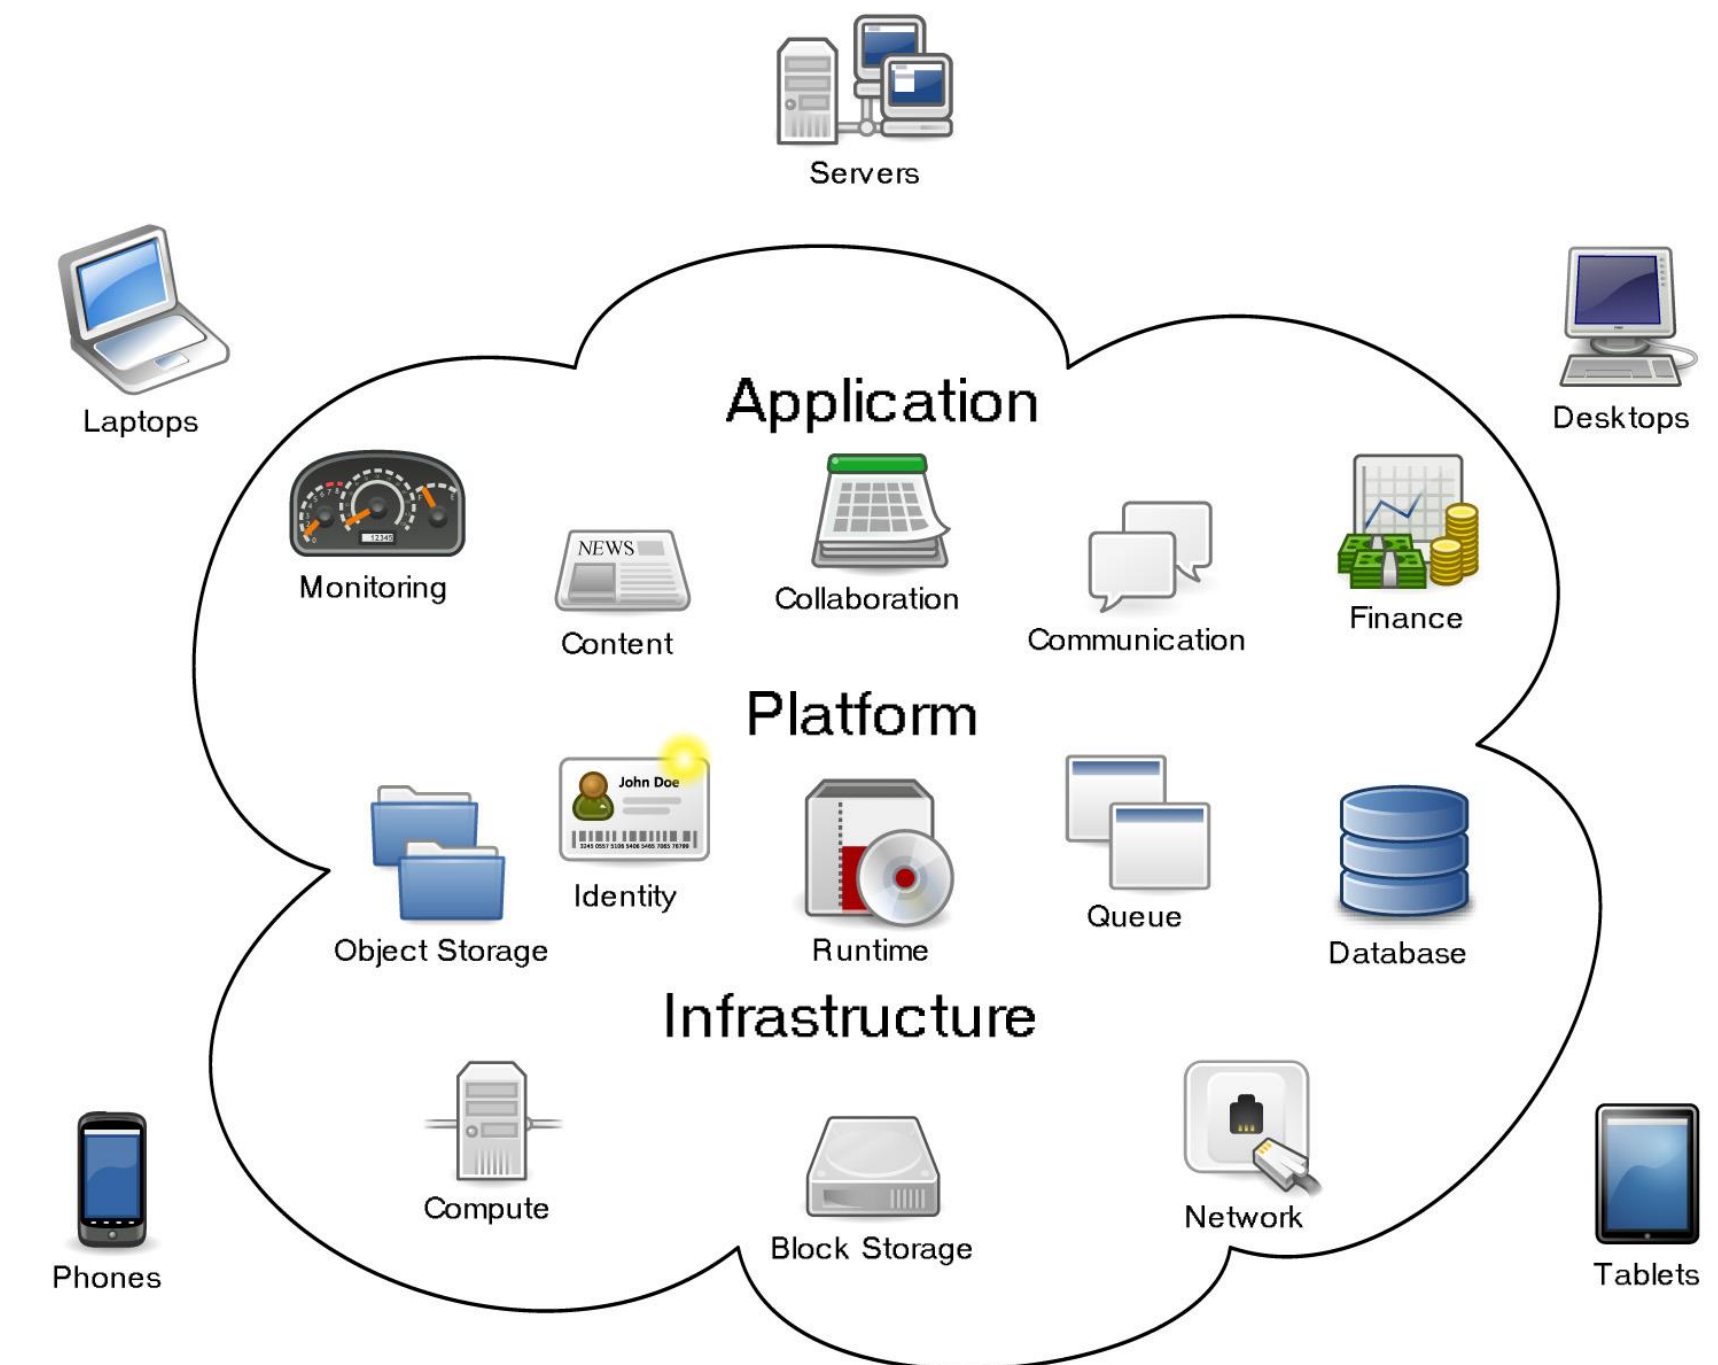 Servers
Laptops
Desktops
Application
Monitoring
12345
NEWS
Content
Collaboration
Communication
Finance
Platform
Object Storage
John Doe
Identity
Runtime
Queue
Database
Infrastructure
Compute
Block Storage
Network
Phones
Tablets